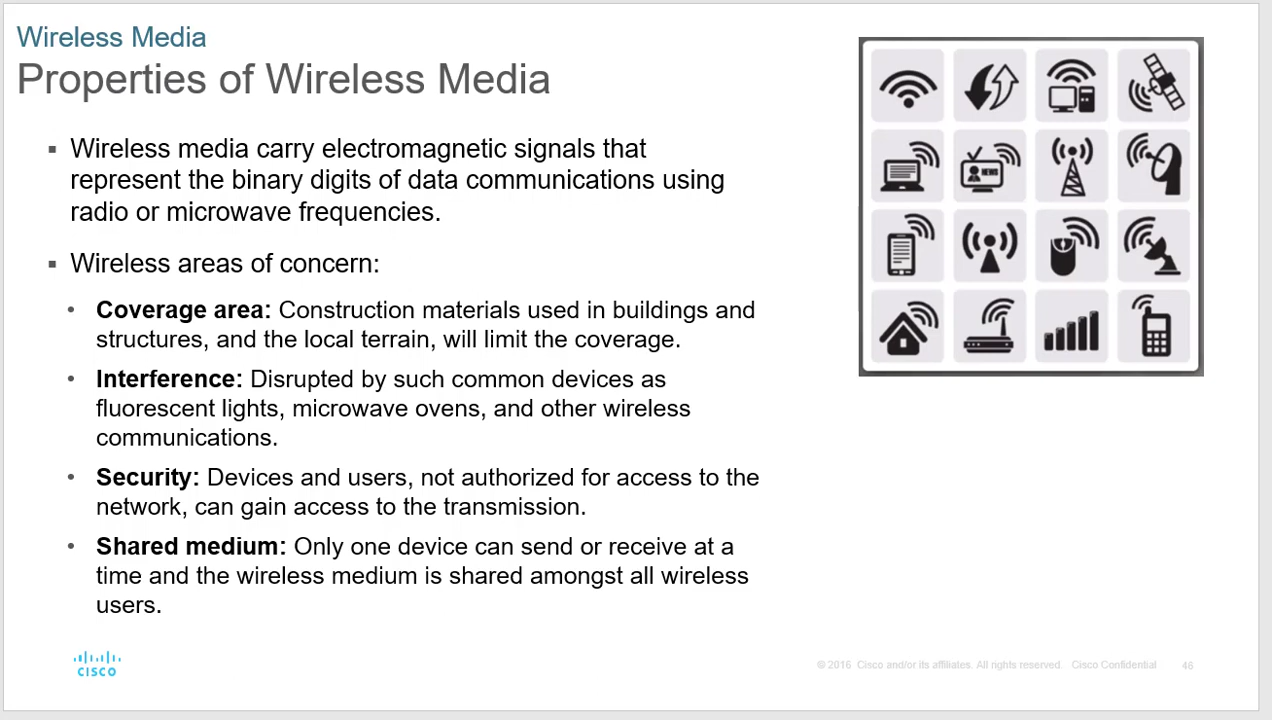 Wireless Media
Properties of Wireless Media
▪ Wireless media carry electromagnetic signals that
represent the binary digits of data communications using
radio or microwave frequencies.
▪ Wireless areas of concern:
• Coverage area: Construction materials used in buildings and
structures, and the local terrain, will limit the coverage.
• Interference: Disrupted by such common devices as
fluorescent lights, microwave ovens, and other wireless
communications.
• Security: Devices and users, not authorized for access to the
network, can gain access to the transmission.
• Shared medium: Only one device can send or receive at a
time and the wireless medium is shared amongst all wireless
users.
NEWS
CISCO
© 2016 Cisco and/or its affiliates. All rights reserved. Cisco Confidential 46